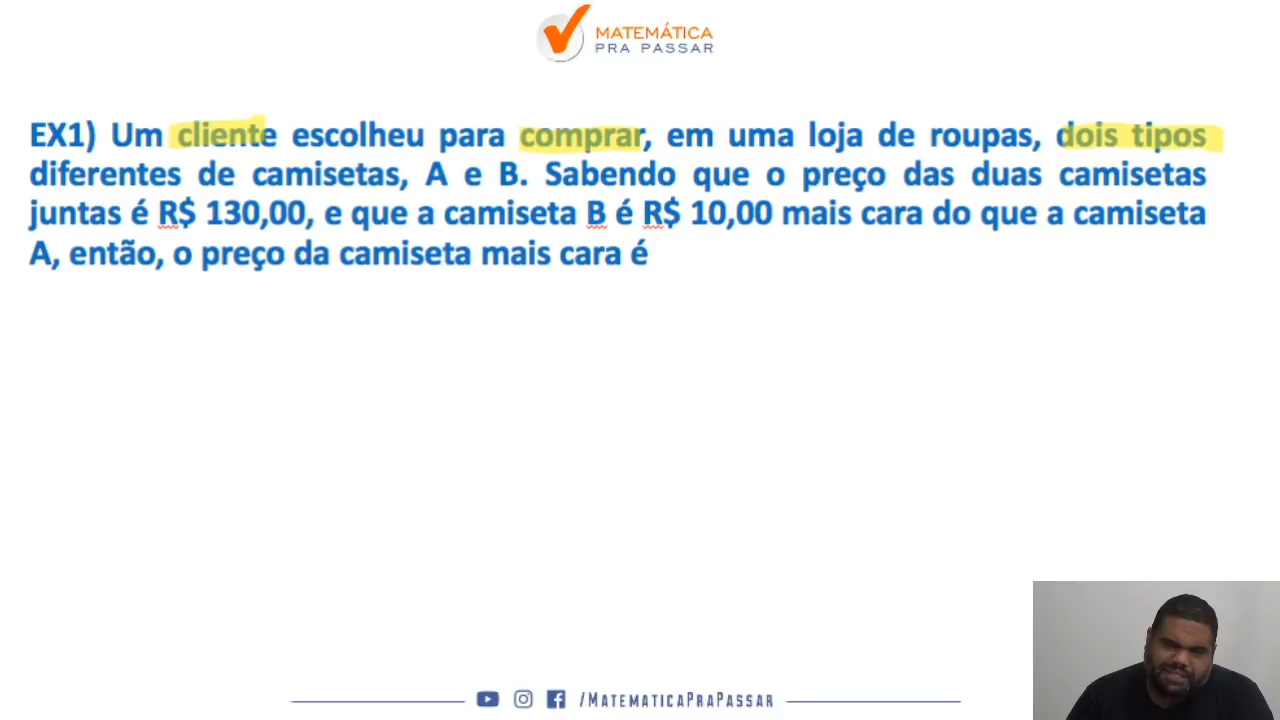 MATEMÁTICA
PRA PASSAR
EX1) Um cliente escolheu para comprar, em uma loja de roupas, dois tipos
diferentes de camisetas, A e B. Sabendo que o preço das duas camisetas
juntas é R$ 130,00, e que a camiseta B é R$ 10,00 mais cara do que a camiseta
A, então, o preço da camiseta mais cara é
/MATEMATICAPRAPASSAR